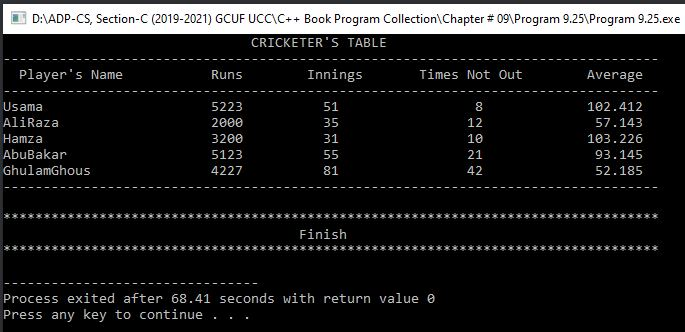 D:\ADP-CS, Section-C (2019-2021) GCUF UCC\C++ Book Program Collection\Chapter # 09\Program 9.25\Program 9.25.exe
CRICKETER'S TABLE
----------------------------------------------------------------------------------
Player's Name Runs Innings Times Not Out Average
----------------------------------------------------------------------------------
Usama 5223 51 8 102.412
AliRaza 2000 35 12 57.143
Hamza 3200 31 10 103.226
AbuBakar 5123 55 21 93.145
GhulamGhous 4227 81 42 52.185
----------------------------------------------------------------------------------
**********************************************************************************
Finish
**********************************************************************************
--------------------------------
Process exited after 68.41 seconds with return value 0
Press any key to continue . . .